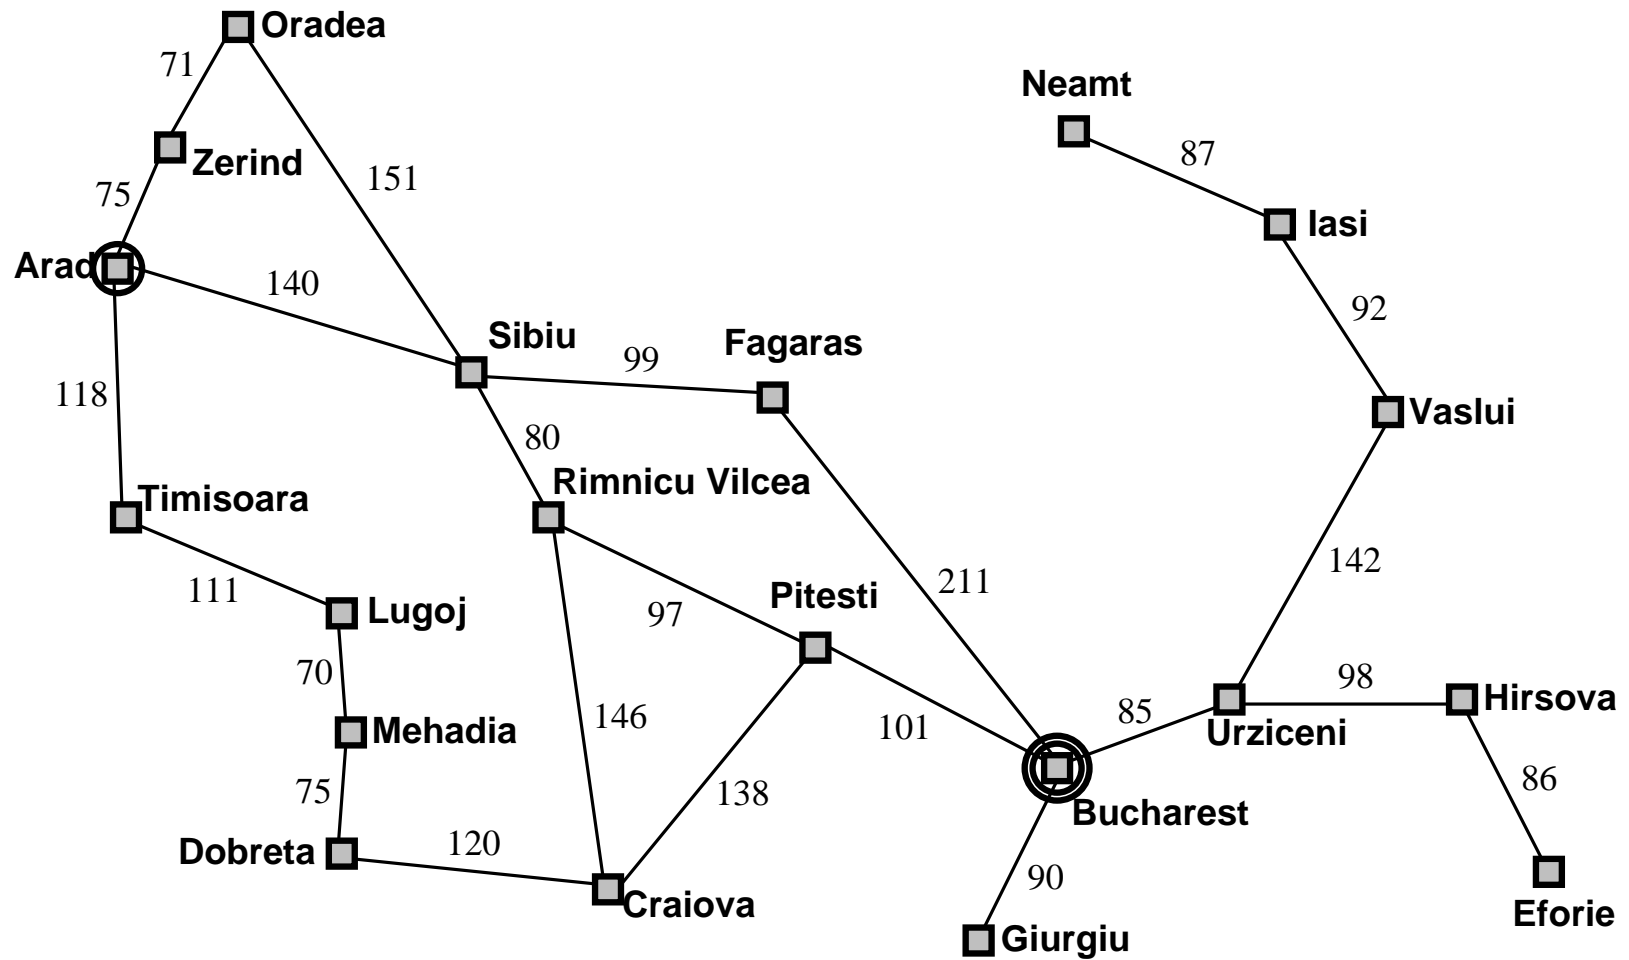 Oradea
71
Neamt
87
Zerind
151
75
Iasi
Arad
140
92
Sibiu
Fagaras
99
118
Vaslui
80
Rimnicu Vilcea
Timisoara
142
211
111
Pitesti
Lugoj
97
70
98
Hirsova
146
85
101
Mehadia
Urziceni
86
75
138
Bucharest
120
Dobreta
90
Craiova
Eforie
Giurgiu